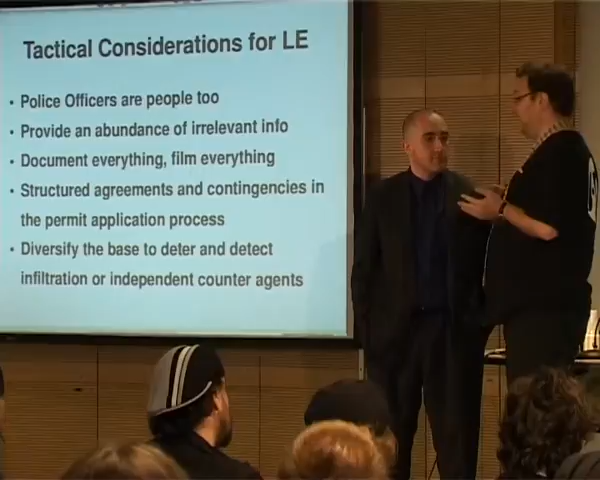 Tactical Considerations for LE
• Police Officers are people too
• Provide an abundance of irrelevant info
• Document everything, film everything
• Structured agreements and contingencies in
the permit application process
• Diversify the base to deter and detect
infiltration or independent counter agents